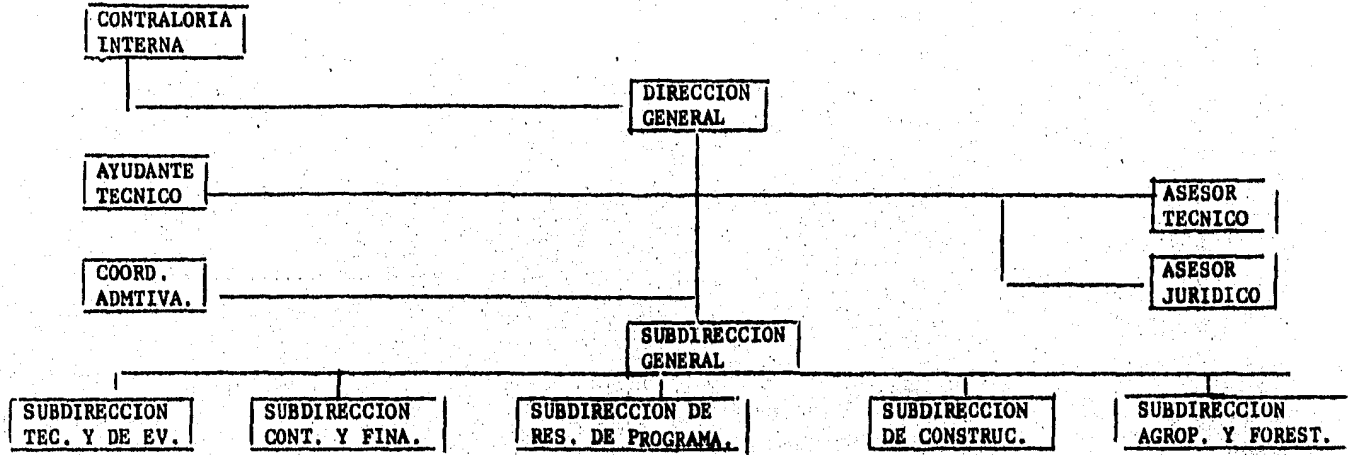 CONTRALORIA
INTERNA
DIRECCION
GENERAL
AYUDANTE
TECNICO
ASESOR
TECNICO
COORD.
ADMTIVA.
ASESOR
JURIDICO
SUBDIRECCION
GENERAL
SUBDIRECCION
TEC. Y DE EV.
SUBDIRECCION
CONT. Y FINA.
SUBDIRECCION DE
RES. DE PROGRAMA.
SUBDIRECCION
DE CONSTRUC.
SUBDIRECCION
AGROP. Y FOREST.